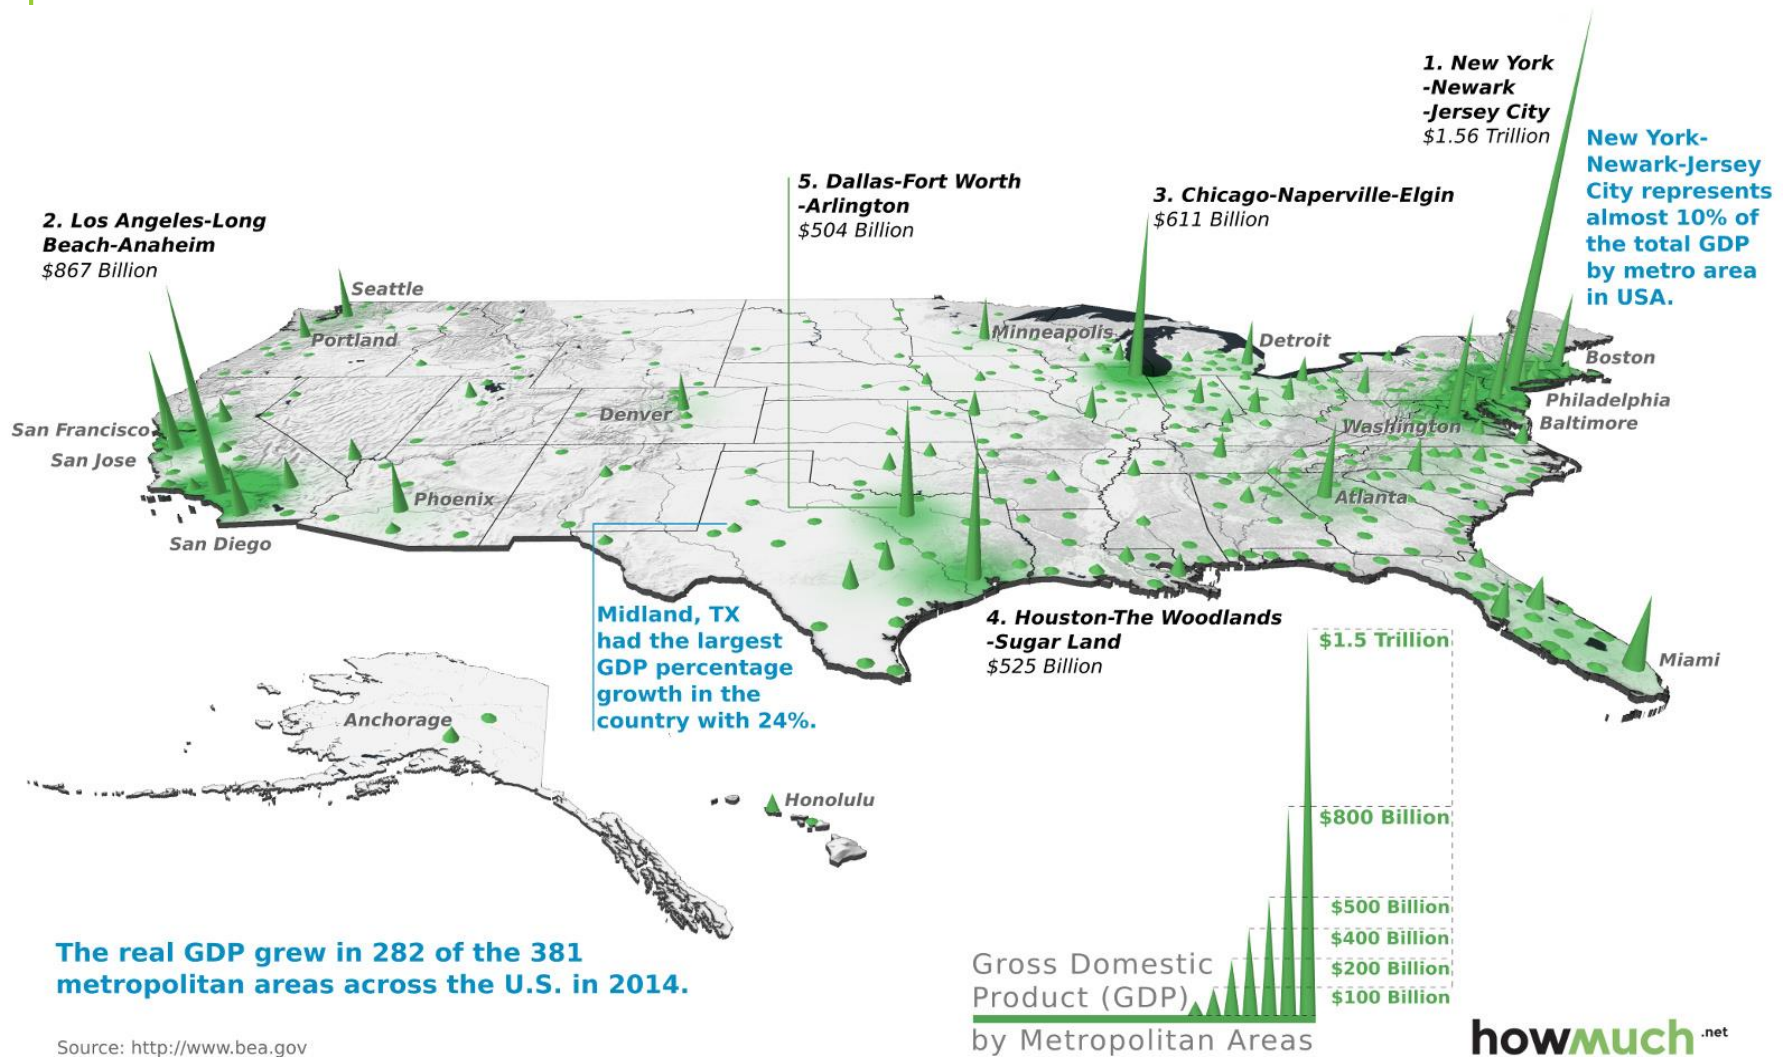 1. New York
-Newark
-Jersey City
$1.56 Trillion
New York-
Newark-Jersey
City represents
almost 10% of
the total GDP
by metro area
in USA.
5. Dallas-Fort Worth
-Arlington
$504 Billion
3. Chicago-Naperville-Elgin
$611 Billion
2. Los Angeles-Long
Beach-Anaheim
$867 Billion
Seattle
Portland
Minneapolis
Detroit
Boston
Philadelphia
Baltimore
Washington
Denver
San Francisco
San Jose
Phoenix
Atlanta
San Diego
Midland, TX
had the largest
GDP percentage
growth in the
country with 24%.
4. Houston-The Woodlands
-Sugar Land
$525 Billion
Miami
Anchorage
Honolulu
$1.5 Trillion
$800 Billion
$500 Billion
$400 Billion
$200 Billion
$100 Billion
Gross Domestic
Product (GDP)
by Metropolitan Areas
The real GDP grew in 282 of the 381
metropolitan areas across the U.S. in 2014.
Source: http://www.bea.gov
howmuch.net